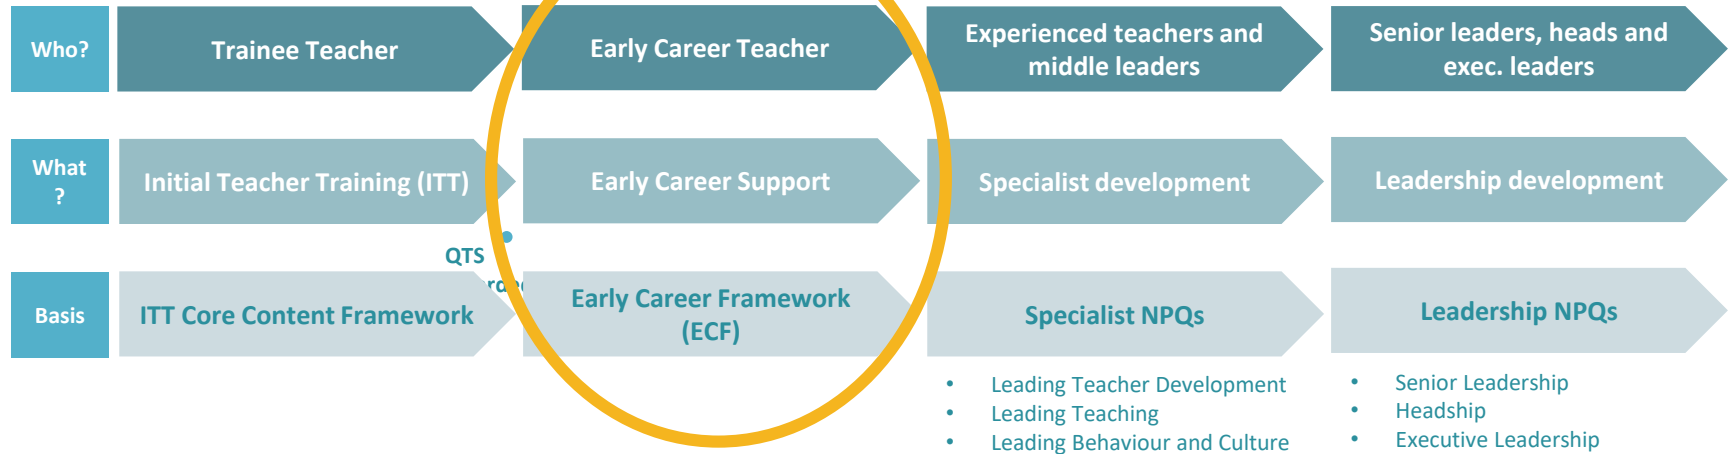 Who?
Trainee Teacher
Early Career Teacher
Experienced teachers and
middle leaders
Senior leaders, heads and
exec. leaders
What
?
Initial Teacher Training (ITT)
Early Career Support
Specialist development
Leadership development
QTS
Basis
ITT Core Content Framework
Early Career Framework
(ECF)
Specialist NPQs
Leadership NPQs
• Leading Teacher Development
• Leading Teaching
• Leading Behaviour and Culture
• Senior Leadership
• Headship
• Executive Leadership